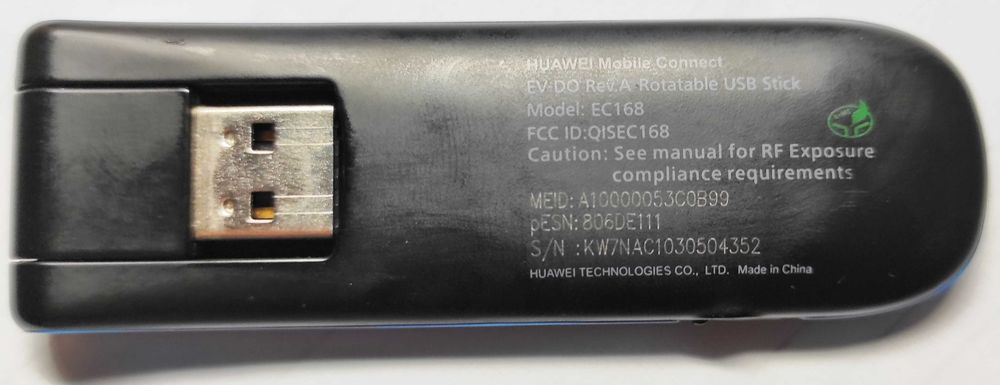 HUAWEI Mobile Connect
EV-DO Rev.A Rotatable USB Stick
Model: EC168
FCC ID:QISEC168
Caution: See manual for RF Exposure
compliance requirements
MEID: A10000053C0B99
pESN: 806DE111
S/N :KW7NAC1030504352
HUAWEI TECHNOLOGIES CO., LTD. Made in China